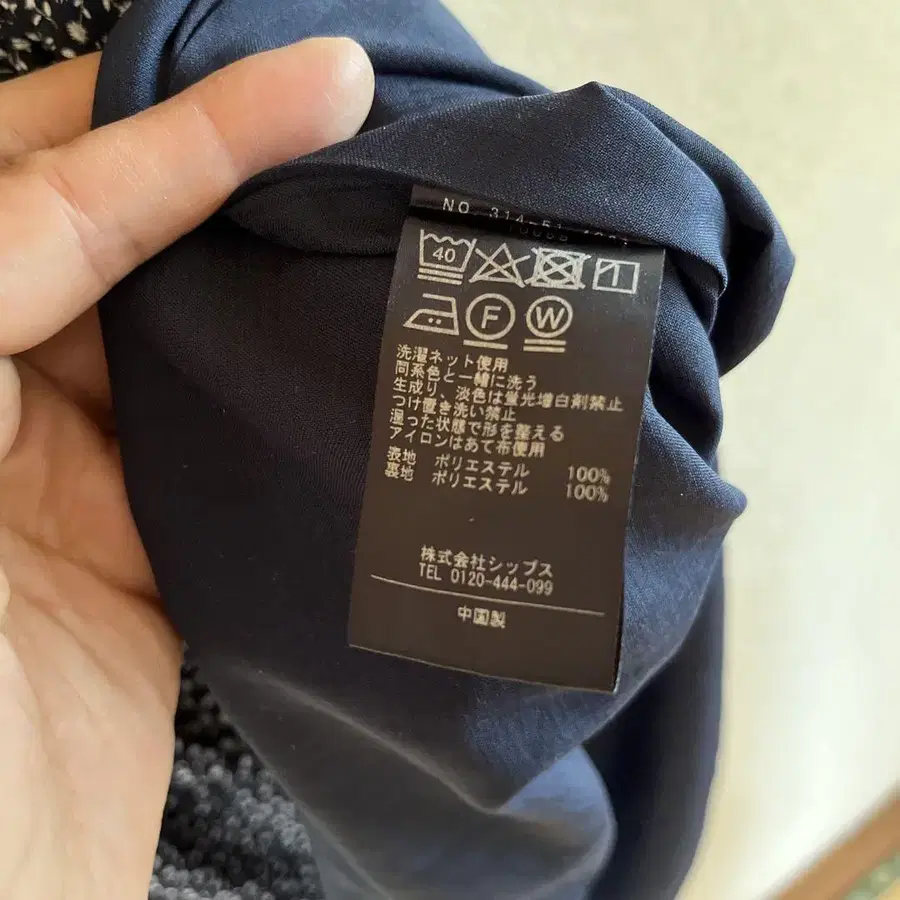 NO. 314-51
40
F W
洗濯ネット使用
同系色と一緒に洗う
生成り、淡色は蛍光増白剤禁止
つけ置き洗い禁止
湿った状態で形を整える
アイロンはあて布使用
表地 ポリエステル 100%
裏地 ポリエステル 100%
株式会社シップス
TEL 0120-444-099
中国製